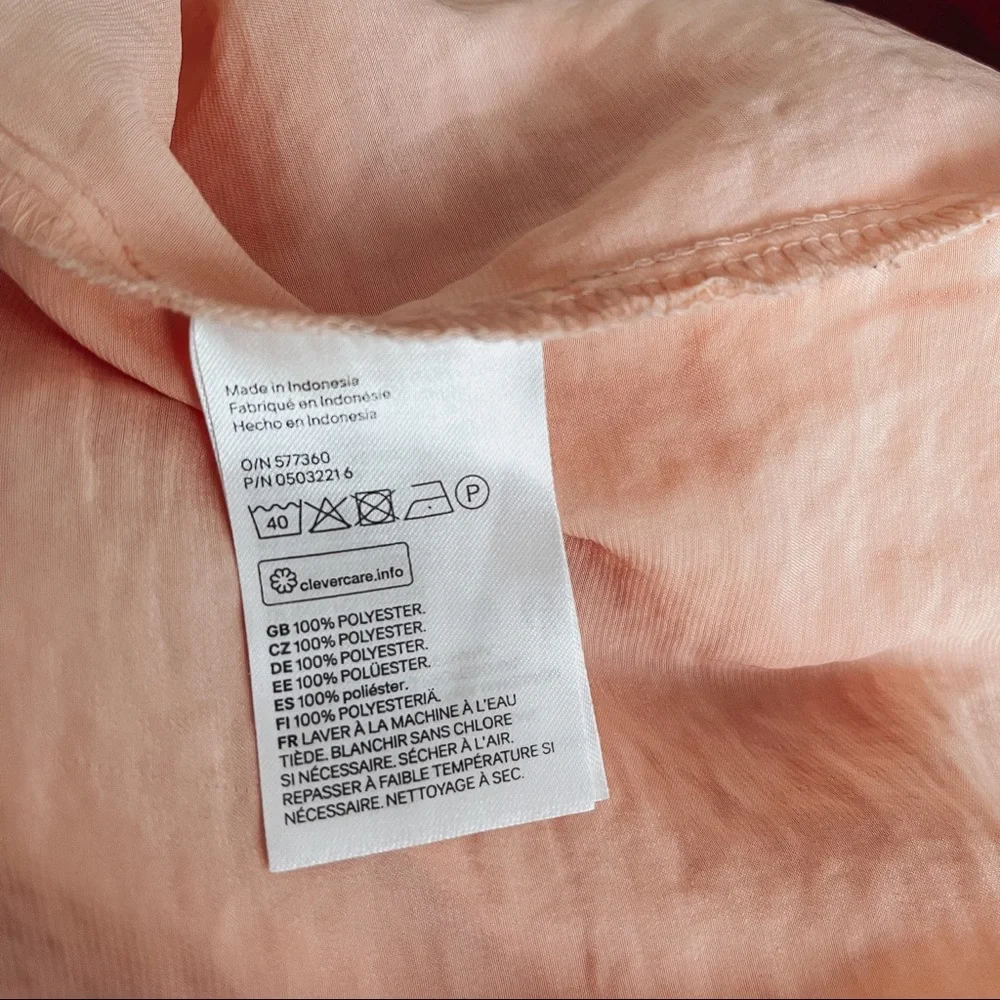 Made in Indonesia
Fabriqué en Indonésie
Hecho en Indonesia
O/N 577360
P/N 0503221 6
40 P
clevercare.info
GB 100% POLYESTER.
CZ 100% POLYESTER.
DE 100% POLYESTER.
EE 100% POLÜESTER.
ES 100% poliéster.
FI 100% POLYESTERIÄ.
FR LAVER À LA MACHINE À L'EAU
TIÈDE. BLANCHIR SANS CHLORE
SI NÉCESSAIRE. SÉCHER À L'AIR.
REPASSER À FAIBLE TEMPÉRATURE SI
NÉCESSAIRE. NETTOYAGE À SEC.